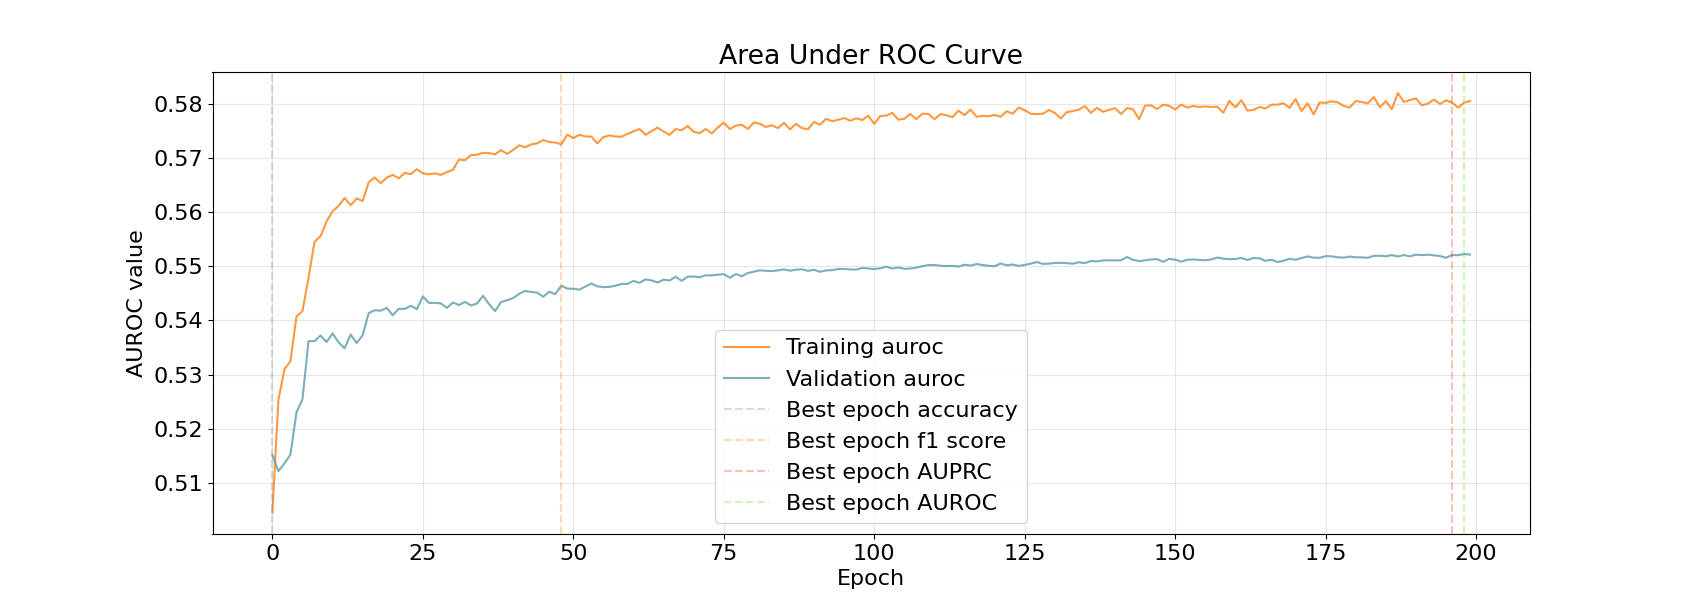 Area Under ROC Curve
AUROC value
0.58
0.57
0.56
0.55
0.54
0.53
0.52
0.51
Training auroc
Validation auroc
Best epoch accuracy
Best epoch f1 score
Best epoch AUPRC
Best epoch AUROC
0 25 50 75 100 125 150 175 200
Epoch